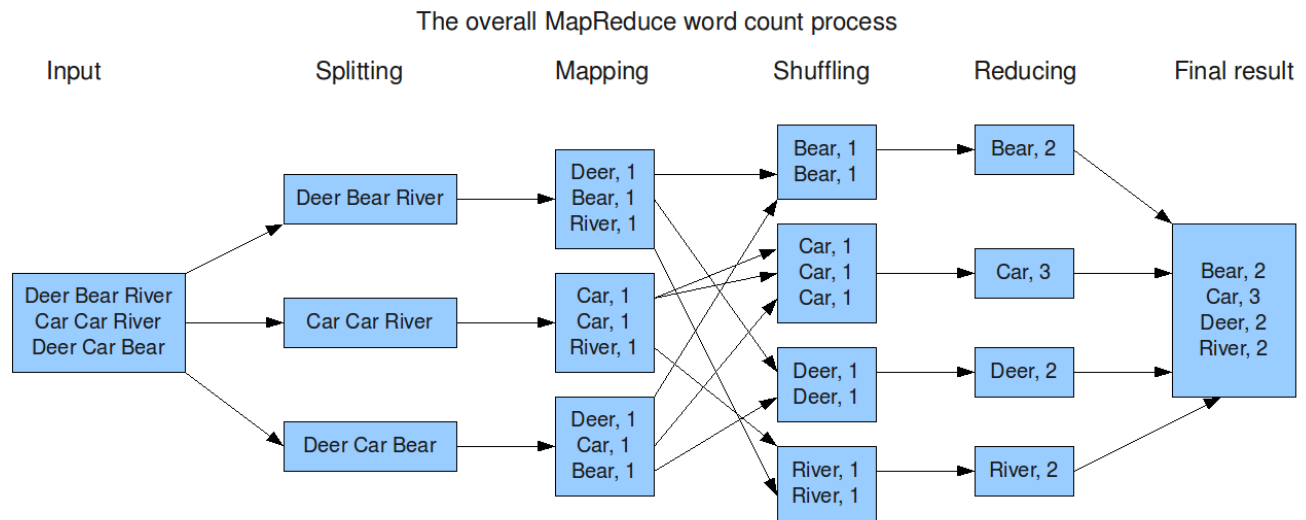 The overall MapReduce word count process
Input
Splitting
Mapping
Shuffling
Reducing
Final result
Deer Bear River
Car Car River
Deer Car Bear
Deer Bear River
Car Car River
Deer Car Bear
Deer, 1
Bear, 1
River, 1
Car, 1
Car, 1
River, 1
Deer, 1
Car, 1
Bear, 1
Bear, 1
Bear, 1
Car, 1
Car, 1
Car, 1
Deer, 1
Deer, 1
River, 1
River, 1
Bear, 2
Car, 3
Deer, 2
River, 2
Bear, 2
Car, 3
Deer, 2
River, 2